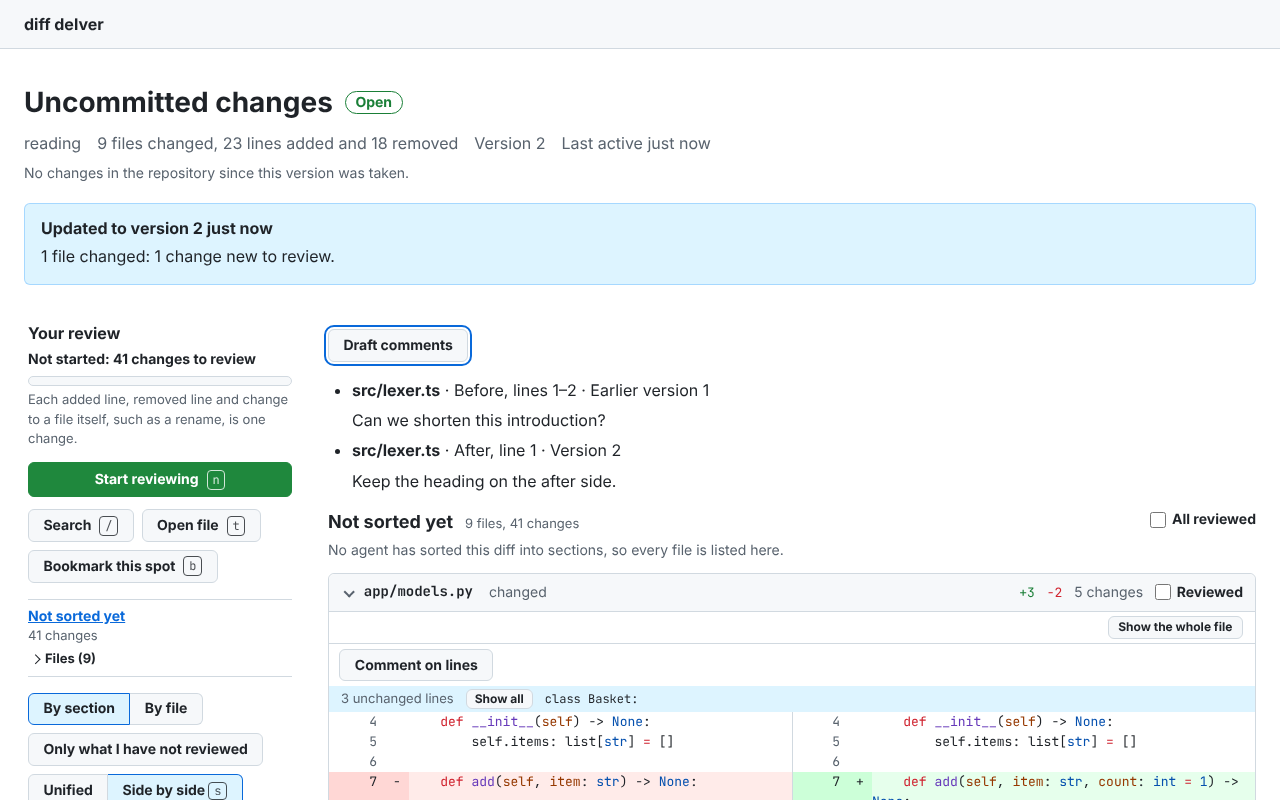 diff delver
Uncommitted changes Open
reading 9 files changed, 23 lines added and 18 removed Version 2 Last active just now
No changes in the repository since this version was taken.
Updated to version 2 just now
1 file changed: 1 change new to review.
Your review
Not started: 41 changes to review
Each added line, removed line and change
to a file itself, such as a rename, is one
change.
Start reviewing n
Search / Open file t
Bookmark this spot b
Not sorted yet
41 changes
Files (9)
By section By file
Only what I have not reviewed
Unified Side by side s
Draft comments
• src/lexer.ts · Before, lines 1–2 · Earlier version 1
Can we shorten this introduction?
• src/lexer.ts · After, line 1 · Version 2
Keep the heading on the after side.
Not sorted yet 9 files, 41 changes All reviewed
No agent has sorted this diff into sections, so every file is listed here.
app/models.py changed +3 -2 5 changes Reviewed
Show the whole file
Comment on lines
3 unchanged lines Show all class Basket:
4 def __init__(self) -> None: 4 def __init__(self) -> None:
5 self.items: list[str] = [] 5 self.items: list[str] = []
6 6
7 - def add(self, item: str) -> None: 7 + def add(self, item: str, count: int = 1) ->
None: